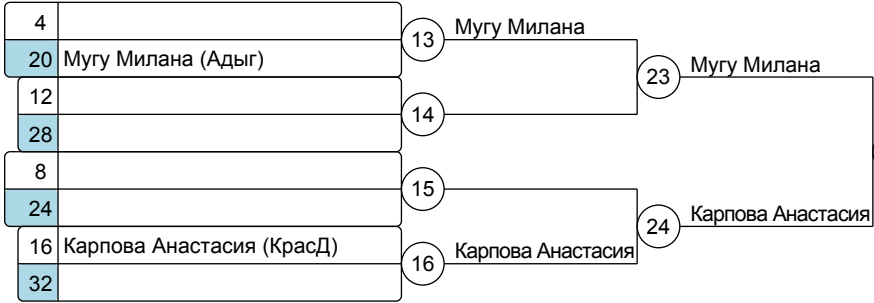 4
20 Мугу Милана (Адыг)
13 Мугу Милана
12
28
14
23 Мугу Милана
8
24
15
16 Карпова Анастасия (КрасД)
32
16 Карпова Анастасия
24 Карпова Анастасия